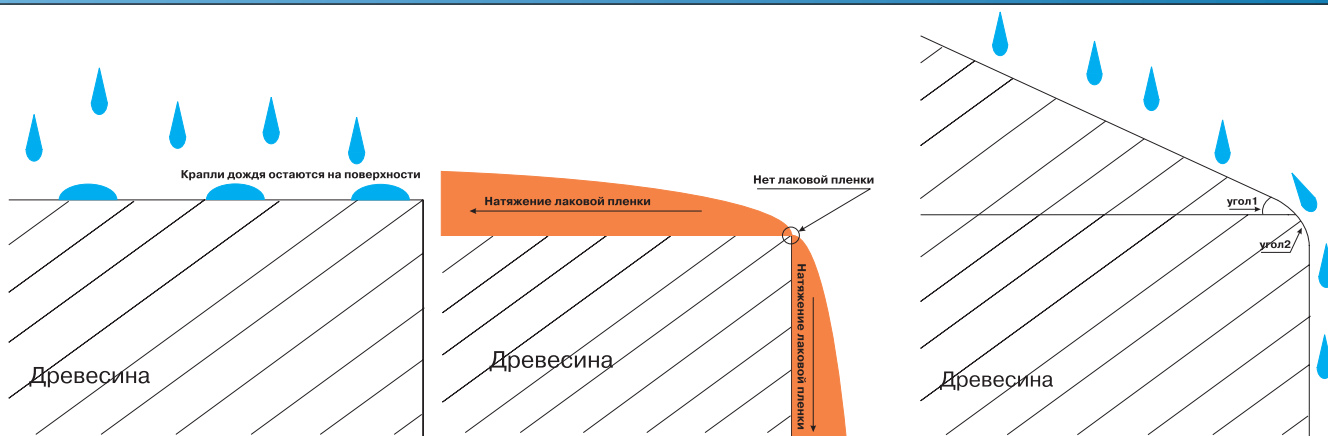 Крапли дождя остаются на поверхности
Древесина
Нет лаковой пленки
Натяжение лаковой пленки
Натяжение лаковой пленки
Древесина
угол1
угол2
Древесина